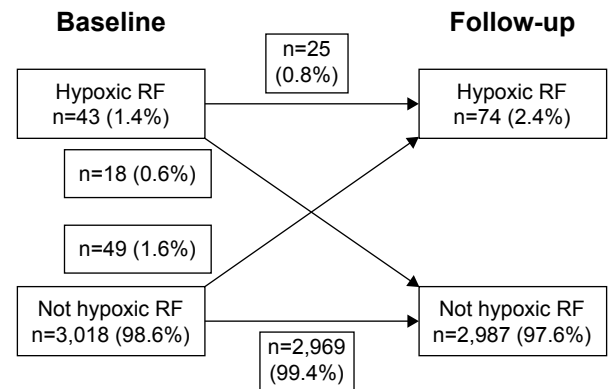 Baseline
Follow-up
n=25
(0.8%)
Hypoxic RF
n=43 (1.4%)
Hypoxic RF
n=74 (2.4%)
n=18 (0.6%)
n=49 (1.6%)
Not hypoxic RF
n=3,018 (98.6%)
Not hypoxic RF
n=2,987 (97.6%)
n=2,969
(99.4%)